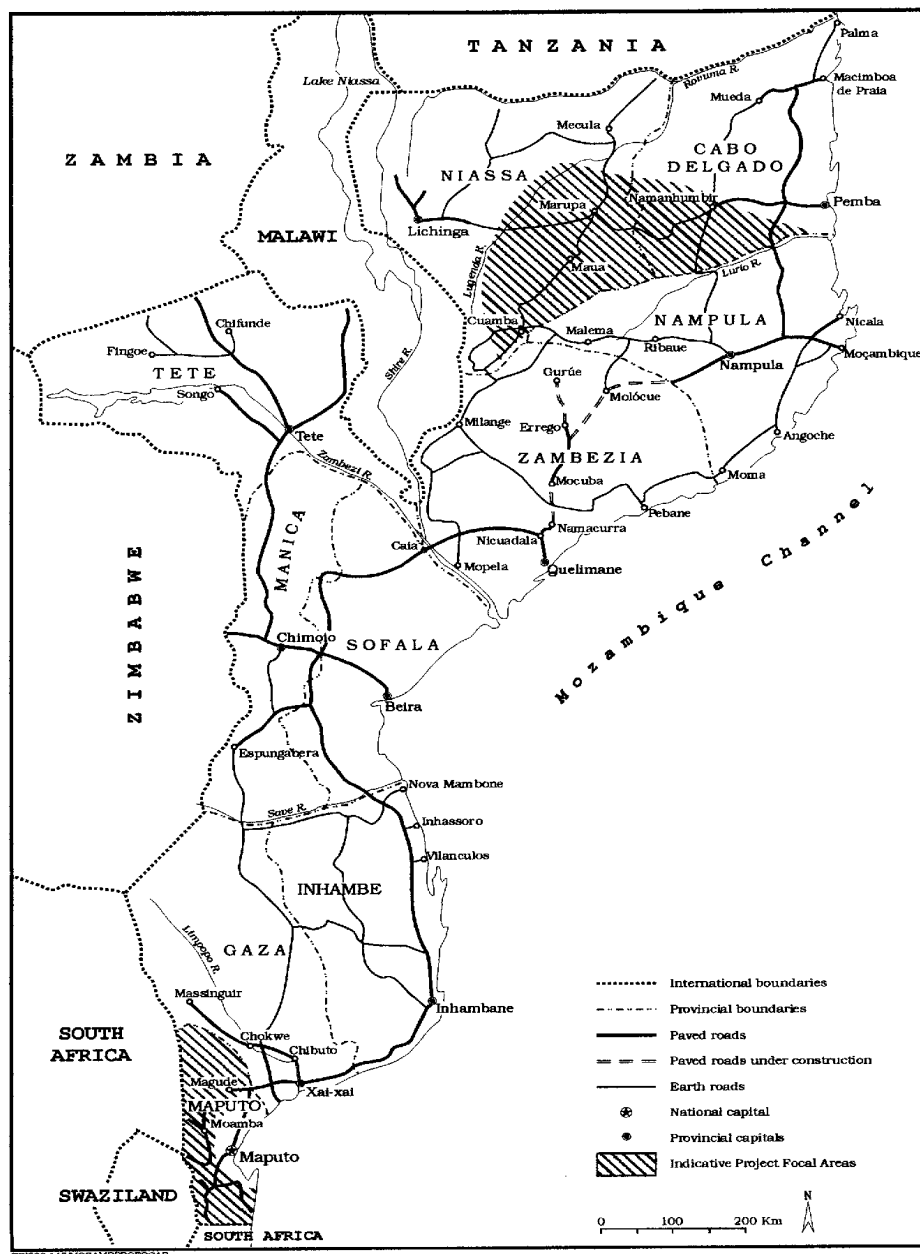 TANZANIA
Palma
Rovuma R.
Lake Niassa
Macimboa
de Praia
Mueda
Mecula
CABO
DELGADO
ZAMBIA
NIASSA
Marupa
Namanhumbir
Pemba
Lichinga
MALAWI
Lugenda R.
Maua
Lurio R.
Cuamba
Malema
NAMPULA
Nicala
Chifunde
Ribaue
Moçambique
Fingoe
Nampula
TETE
Shire R.
Gurúe
Songo
Molócue
Milange
Errego
Angoche
Tete
ZAMBEZIA
Zambezi R.
Moma
Mocuba
Pebane
MANICA
Namacurra
Nicuadala
Caia
Mopela
Quelimane
Mozambique Channel
ZIMBABWE
Chimojo
SOFALA
Beira
Espungabera
Nova Mambone
Save R.
Inhassoro
Vilanculos
INHAMBE
GAZA
Limpopo R.
Massinguir
Inhambane
SOUTH
AFRICA
Chokwe
Chibuto
Magude
Xai-xai
MAPUTO
Moamba
Maputo
SWAZILAND
SOUTH AFRICA
International boundaries
Provincial boundaries
Paved roads
Paved roads under construction
Earth roads
National capital
Provincial capitals
Indicative Project Focal Areas
N
0 100 200 Km